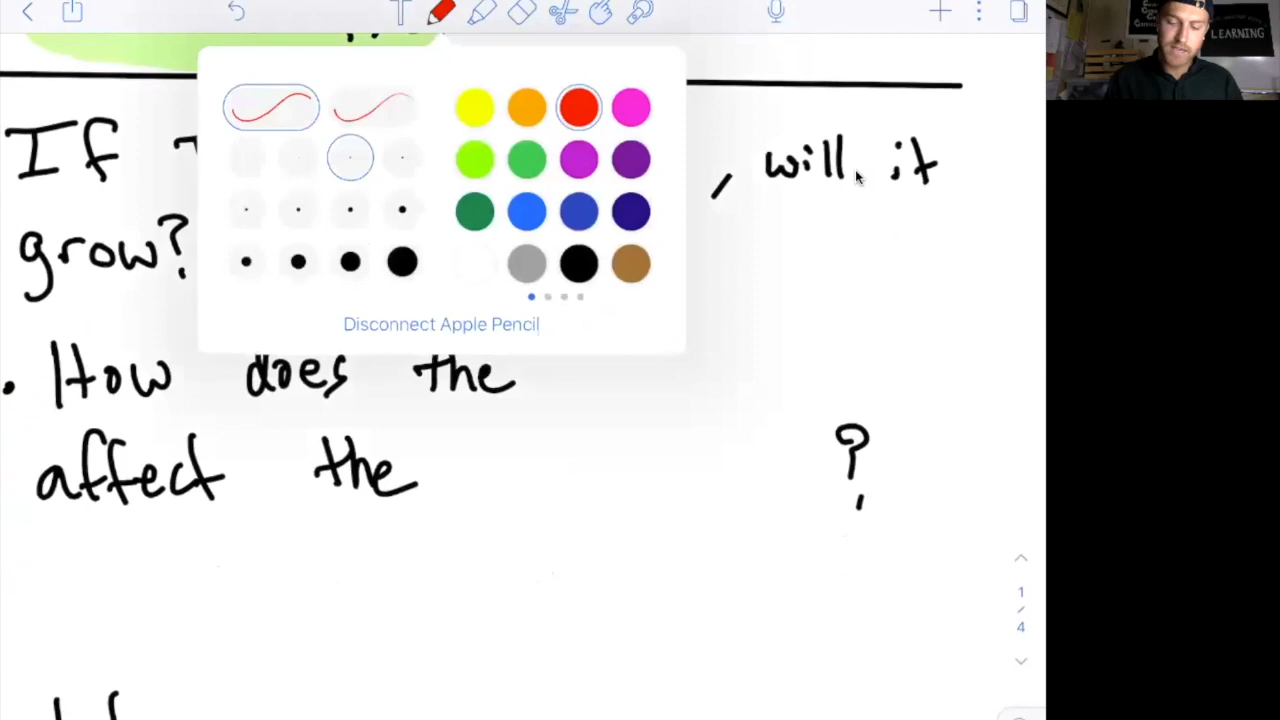 LEARNING
If , will it
grow?
Disconnect Apple Pencil
. How does the
affect the ?
1
/
4